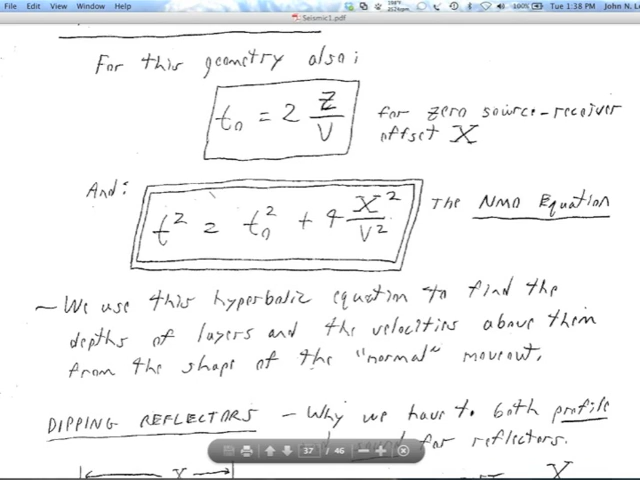 File Edit View Window Help
100% Tue 1:38 PM John N. Lo
Seismic1.pdf
For this geometry also:
t₀ = 2 Z/V for zero source-receiver
offset X
And:
t² = t₀² + 4 X²/V² The NMO Equation
~ We use this hyperbolic equation to find the
depths of layers and the velocities above them
from the shape of the "normal" moveout.
DIPPING REFLECTORS - Why we have to both profile
for reflectors.
37 / 46
X X